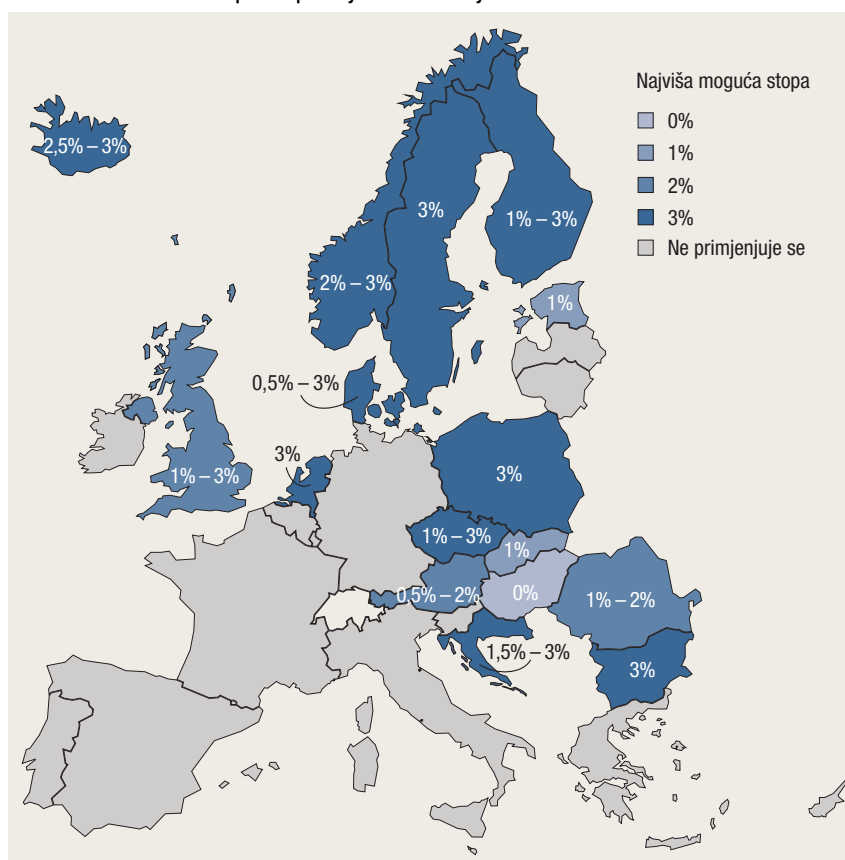 Najviša moguća stopa
0%
1%
2%
3%
Ne primjenjuje se
2,5% – 3%
3%
1% – 3%
2% – 3%
1%
0,5% – 3%
3%
1% – 3%
3%
1% – 3%
1%
0.5% – 2%
0%
1% – 2%
1,5% – 3%
3%